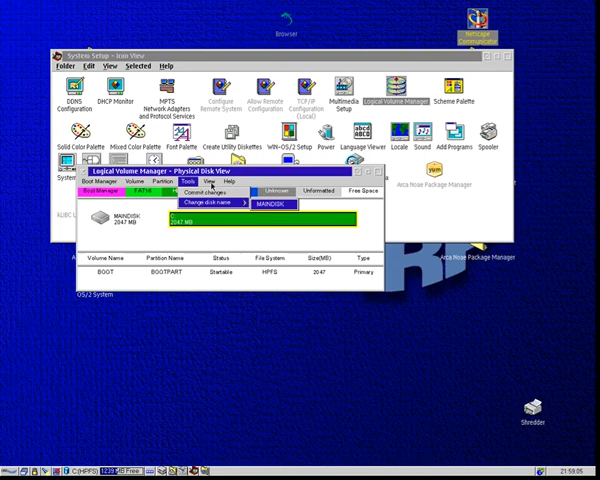 Browser
Netscape
Communicator
System Setup - Icon View
Folder Edit View Selected Help
DDNS
Configuration
DHCP Monitor
MPTS
Network Adapters
and Protocol Services
Configure
Remote System
Allow Remote
Configuration
TCP/IP
Configuration
(Local)
Multimedia
Setup
Logical Volume Manager
Scheme Palette
Solid Color Palette
Mixed Color Palette
Font Palette
Create Utility Diskettes
WIN-OS/2 Setup
Power
Language Viewer
Locale
Sound
Add Programs
Spooler
System
yum
Arca Noae Package Manager
kLIBC
Logical Volume Manager - Physical Disk View
Boot Manager Volume Partition Tools View Help
Boot Manager FAT16 Unknown Unformatted Free Space
Commit changes
Change disk name
MAINDISK
MAINDISK
2047 MB
C:
2047 MB
Volume Name Partition Name Status File System Size(MB) Type
BOOT BOOTPART Startable HPFS 2047 Primary
Arca Noae Package Manager
OS/2 System
Shredder
C:(HPFS) 1239 MB Free
21:59:05